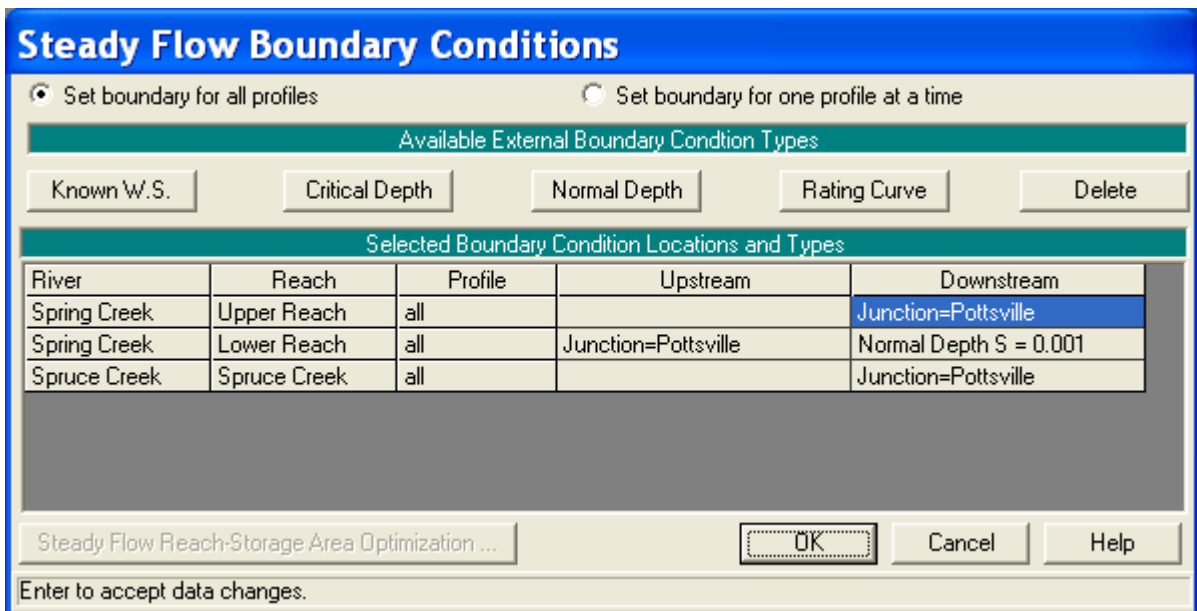 Steady Flow Boundary Conditions
Set boundary for all profiles Set boundary for one profile at a time
Available External Boundary Condtion Types
Known W.S. Critical Depth Normal Depth Rating Curve Delete
Selected Boundary Condition Locations and Types
River Reach Profile Upstream Downstream
Spring Creek Upper Reach all Junction=Pottsville
Spring Creek Lower Reach all Junction=Pottsville Normal Depth S = 0.001
Spruce Creek Spruce Creek all Junction=Pottsville
Steady Flow Reach-Storage Area Optimization ... OK Cancel Help
Enter to accept data changes.